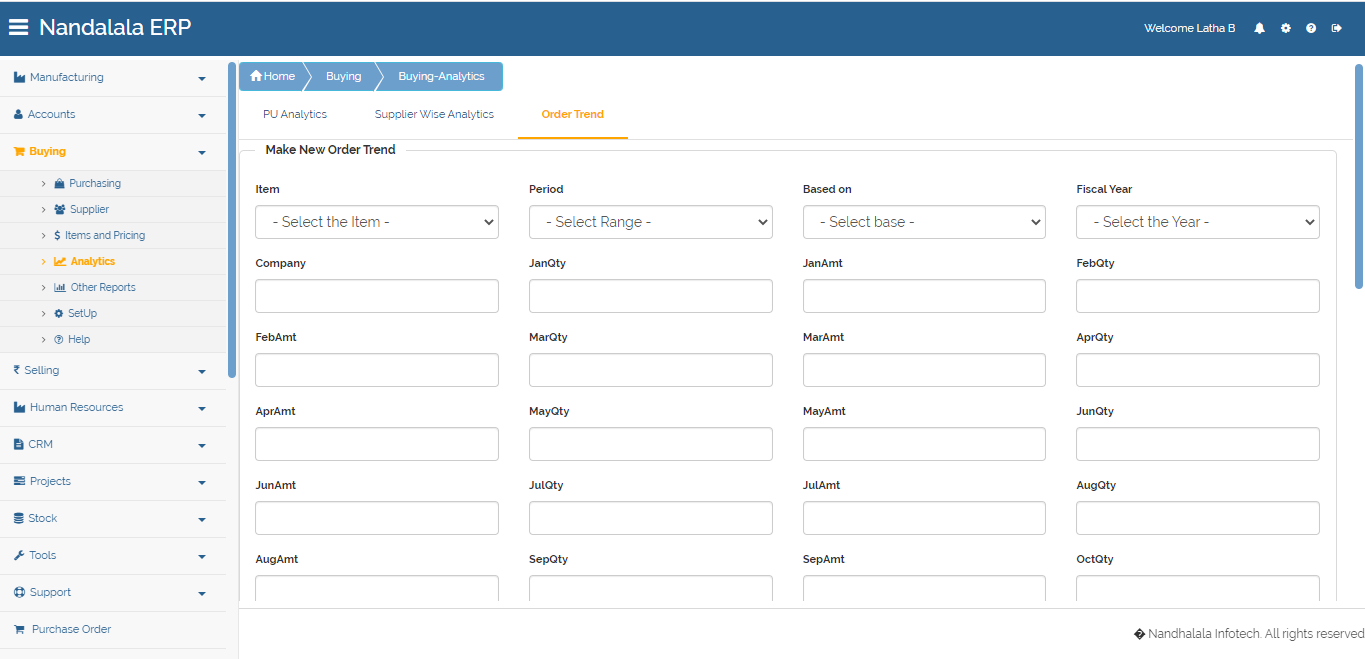 Nandalala ERP
Welcome Latha B
Manufacturing
Accounts
Buying
Purchasing
Supplier
Items and Pricing
Analytics
Other Reports
SetUp
Help
Selling
Human Resources
CRM
Projects
Stock
Tools
Support
Purchase Order
Home Buying Buying-Analytics
PU Analytics Supplier Wise Analytics Order Trend
Make New Order Trend
Item Period Based on Fiscal Year
- Select the Item - - Select Range - - Select base - - Select the Year -
Company JanQty JanAmt FebQty
FebAmt MarQty MarAmt AprQty
AprAmt MayQty MayAmt JunQty
JunAmt JulQty JulAmt AugQty
AugAmt SepQty SepAmt OctQty
� Nandhalala Infotech. All rights reserved